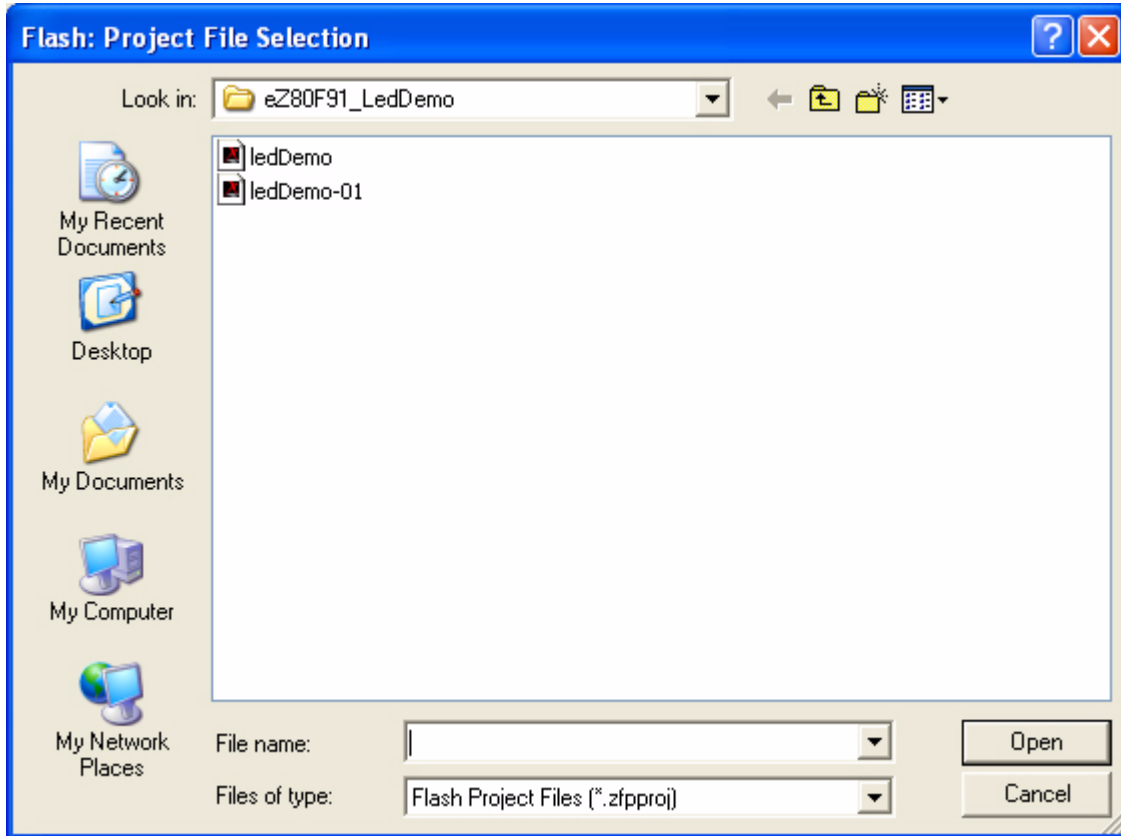 Flash: Project File Selection
Look in:
eZ80F91_LedDemo
ledDemo
ledDemo-01
My Recent
Documents
Desktop
My Documents
My Computer
My Network
Places
File name:
Open
Files of type:
Flash Project Files (*.zfpproj)
Cancel